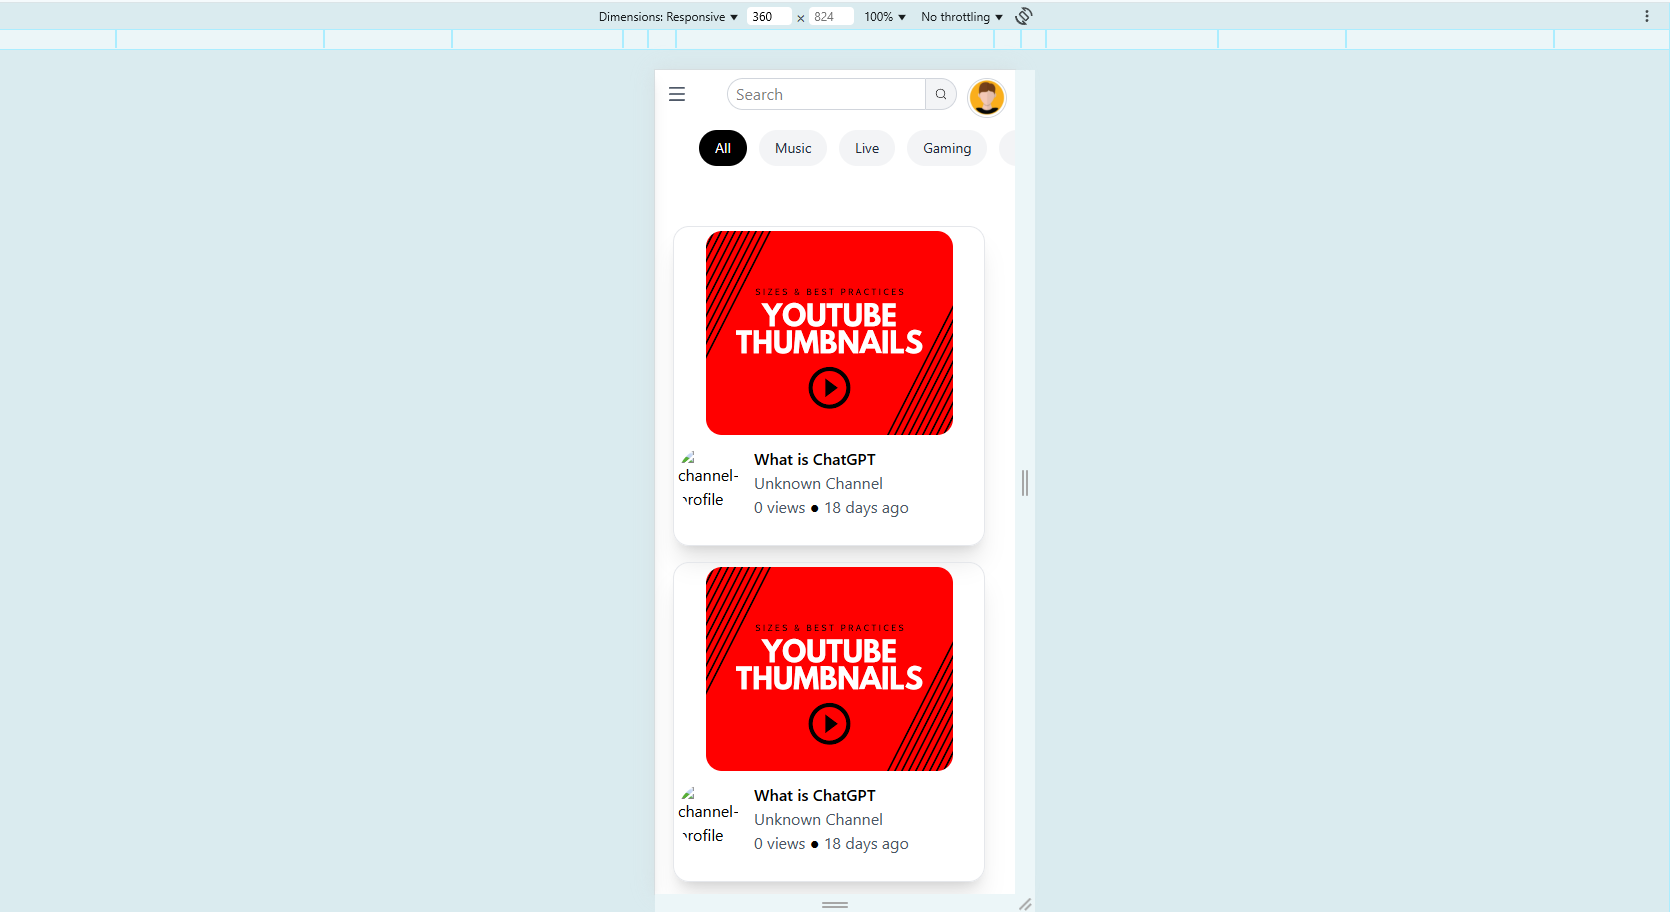 Dimensions: Responsive 360 × 824 100% No throttling
Search
All Music Live Gaming
SIZES & BEST PRACTICES
YOUTUBE
THUMBNAILS
What is ChatGPT
channel-
Unknown Channel
profile
0 views ● 18 days ago
SIZES & BEST PRACTICES
YOUTUBE
THUMBNAILS
What is ChatGPT
channel-
Unknown Channel
profile
0 views ● 18 days ago